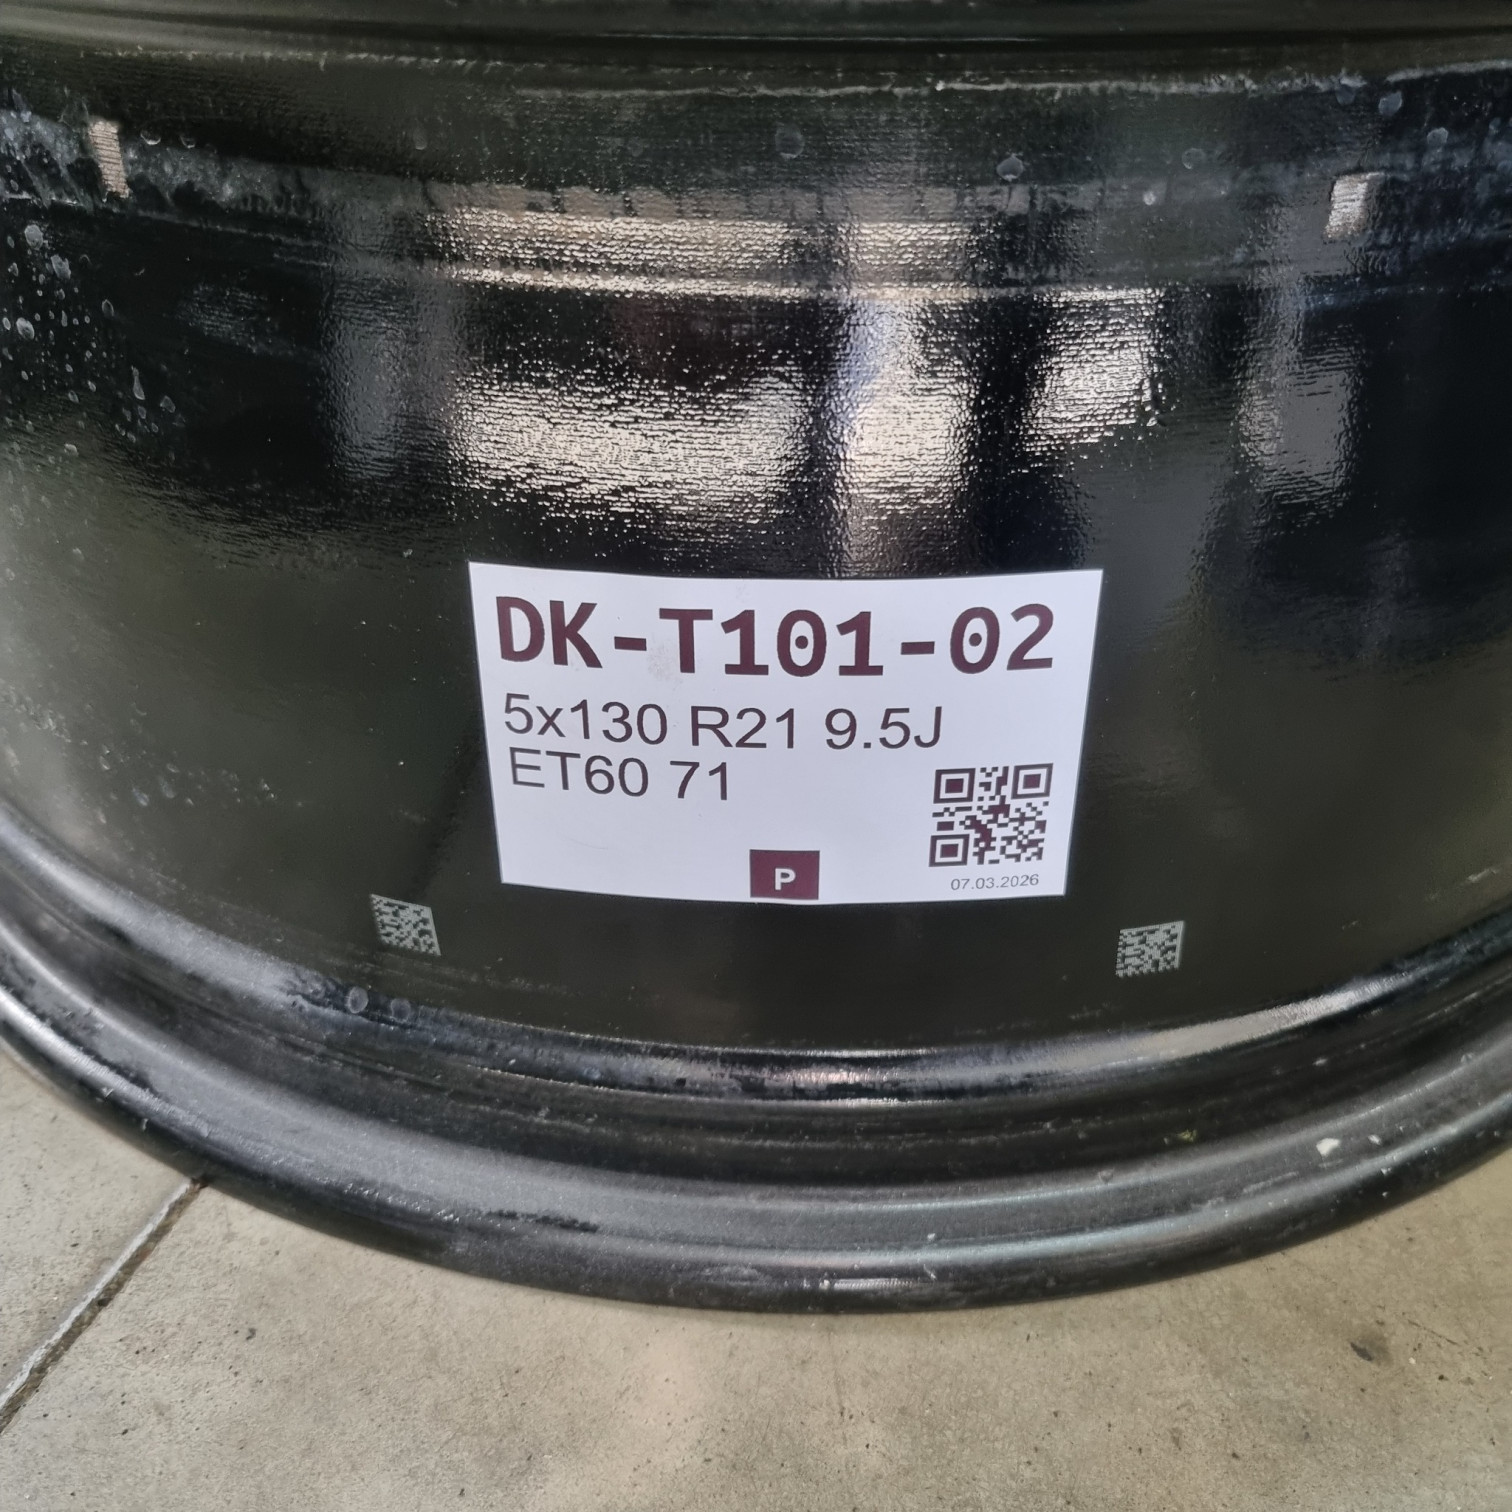 DK-T101-02
5x130 R21 9.5J
ET60 71
P
07.03.2026